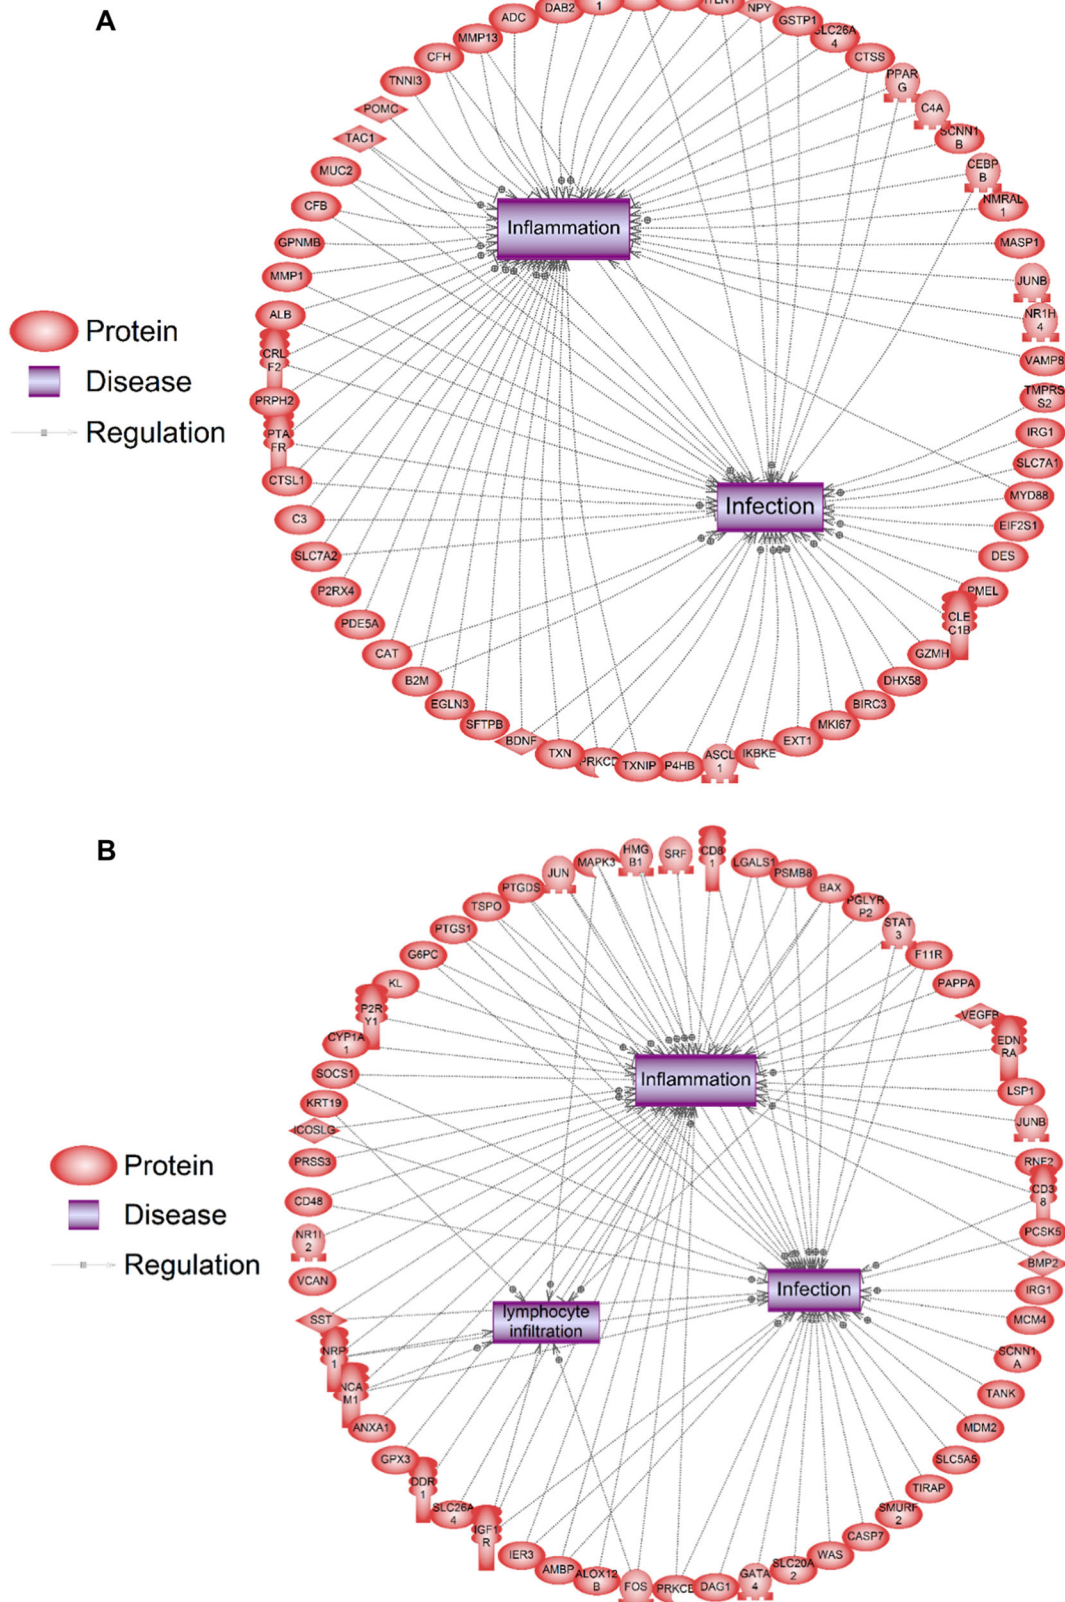 A
DAB2
1
ITLN1
NPY
ADC
GSTP1
MMP13
SLC26A
4
CFH
CTSS
TNNI3
PPAR
G
POMC
C4A
TAC1
SCNN1
B
MUC2
CEBP
B
CFB
NMRAL
1
Inflammation
GPNMB
MASP1
MMP1
JUNB
ALB
NR1H
4
Protein
CRL
F2
VAMP8
Disease
PRPH2
TMPRS
S2
Regulation
PTA
FR
IRG1
CTSL1
SLC7A1
Infection
MYD88
C3
EIF2S1
SLC7A2
DES
P2RX4
PMEL
PDE5A
CLE
C1B
CAT
GZMH
B2M
DHX58
EGLN3
BIRC3
SFTPB
MKI67
BDNF
EXT1
TXN
PRKCD
TXNIP
P4HB
ASCL
1
IKBKE
B
HMG
B1
SRF
CD8
1
MAPK3
LGALS1
JUN
PSMB8
PTGDS
BAX
TSPO
PGLYR
P2
PTGS1
STAT
3
G6PC
F11R
KL
PAPPA
P2R
Y1
VEGFB
CYP1A
1
EDN
RA
SOCS1
Inflammation
LSP1
KRT19
JUNB
ICOSLG
PRSS3
RNF2
Protein
CD48
CD3
8
Disease
NR1I
2
PCSK5
Regulation
VCAN
BMP2
Infection
IRG1
SST
lymphocyte
infiltration
MCM4
NRP
1
SCNN1
A
NCA
M1
TANK
ANXA1
MDM2
GPX3
SLC5A5
DDR
1
TIRAP
SLC26A
4
SMURF
2
IGF1
R
CASP7
IER3
WAS
AMBP
SLC20A
2
ALOX12
B
FOS
PRKCE
DAG1
GATA
4